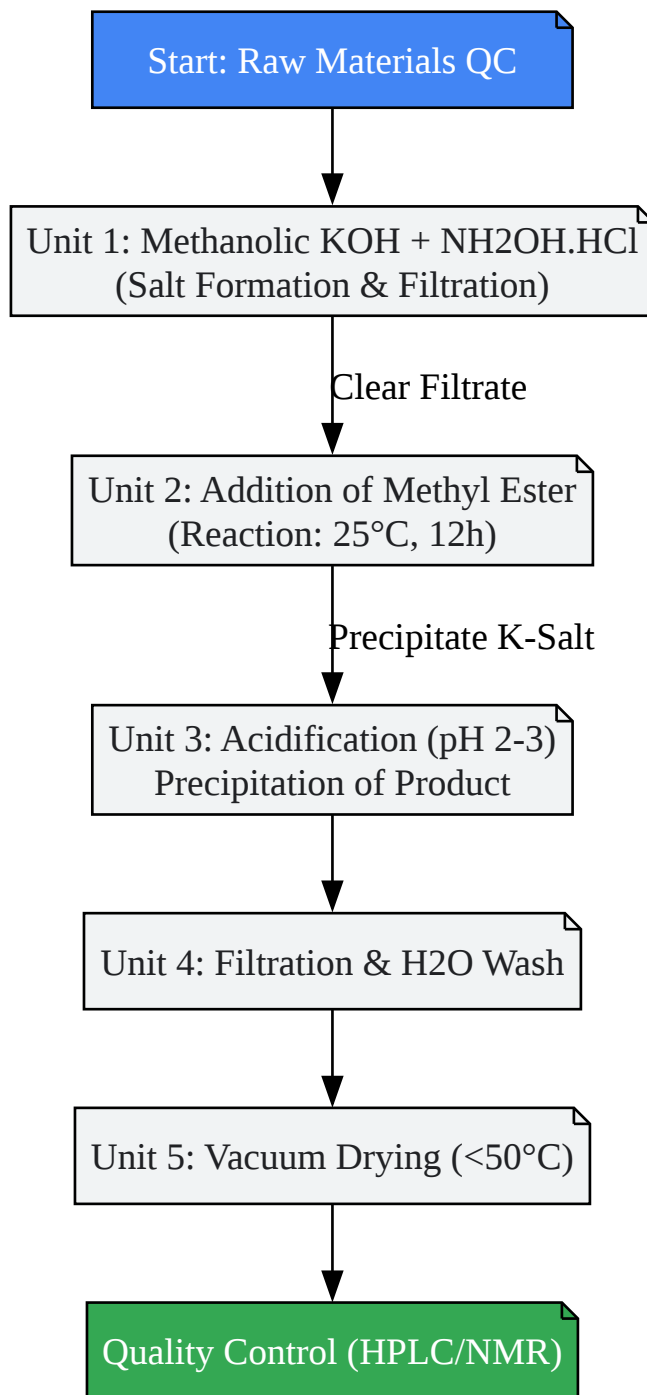 Start: Raw Materials QC
Unit 1: Methanolic KOH + NH2OH.HCl
(Salt Formation & Filtration)
Clear Filtrate
Unit 2: Addition of Methyl Ester
(Reaction: 25°C, 12h)
Precipitate K-Salt
Unit 3: Acidification (pH 2-3)
Precipitation of Product
Unit 4: Filtration & H2O Wash
Unit 5: Vacuum Drying (<50°C)
Quality Control (HPLC/NMR)